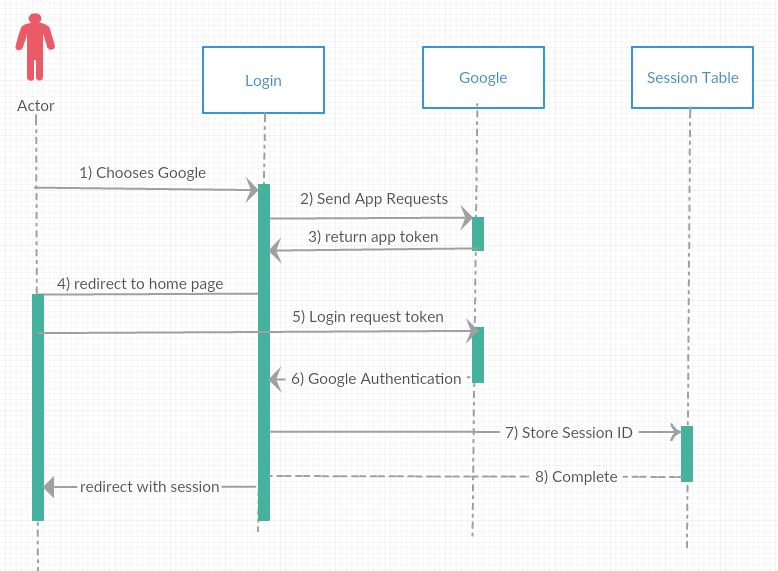 Actor
Login
Google
Session Table
1) Chooses Google
2) Send App Requests
3) return app token
4) redirect to home page
5) Login request token
6) Google Authentication
7) Store Session ID
8) Complete
redirect with session